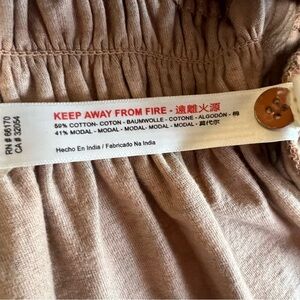 KEEP AWAY FROM FIRE - 遠離火源
59% COTTON- COTON - BAUMWOLLE - COTONE - ALGODÓN - 棉
41% MODAL - MODAL - MODAL- MODAL - MODAL - 莫代尔
Hecho En India / Fabricado Na India
RN # 66170
CA # 32054